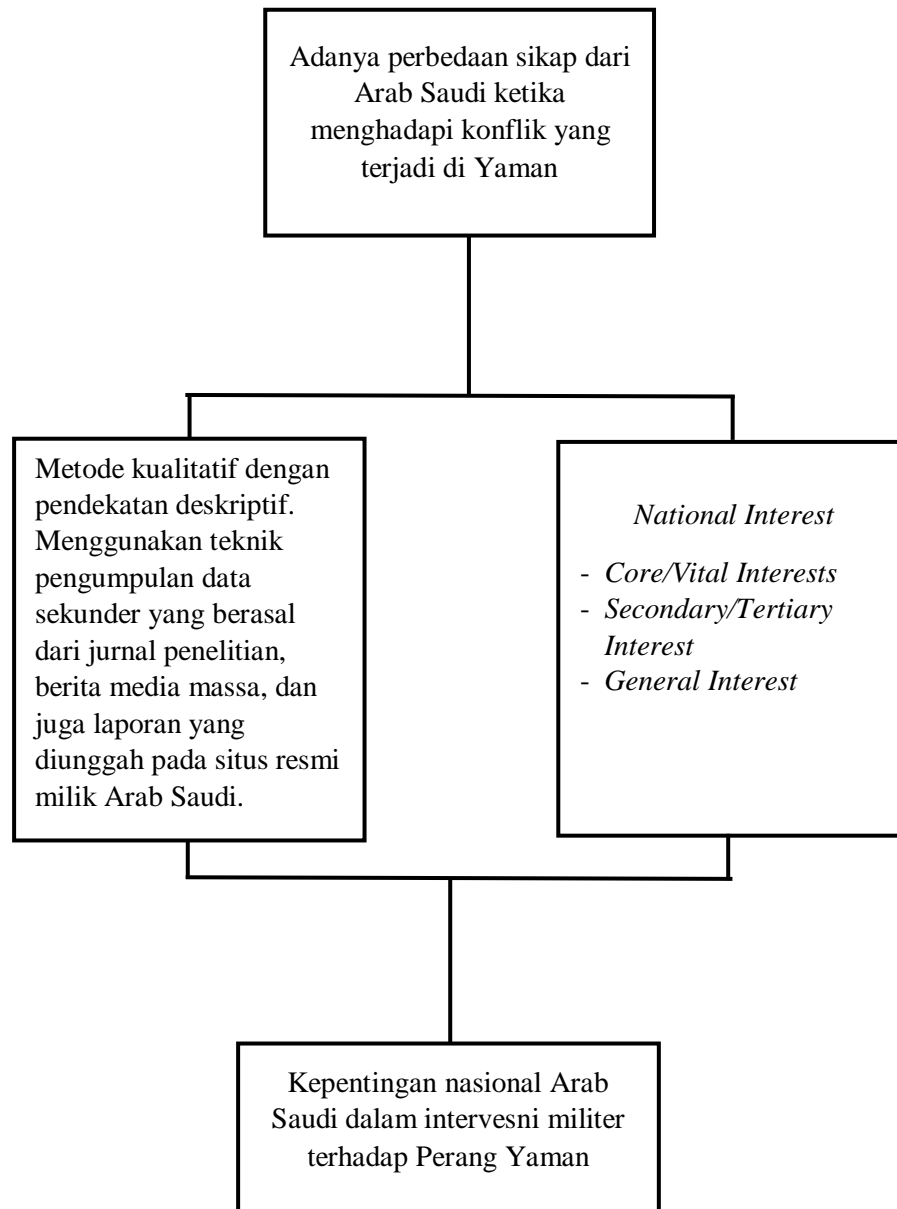 Adanya perbedaan sikap dari
Arab Saudi ketika
menghadapi konflik yang
terjadi di Yaman
Metode kualitatif dengan
pendekatan deskriptif.
Menggunakan teknik
pengumpulan data
sekunder yang berasal
dari jurnal penelitian,
berita media massa, dan
juga laporan yang
diunggah pada situs resmi
milik Arab Saudi.
National Interest
- Core/Vital Interests
- Secondary/Tertiary
Interest
- General Interest
Kepentingan nasional Arab
Saudi dalam intervesni militer
terhadap Perang Yaman